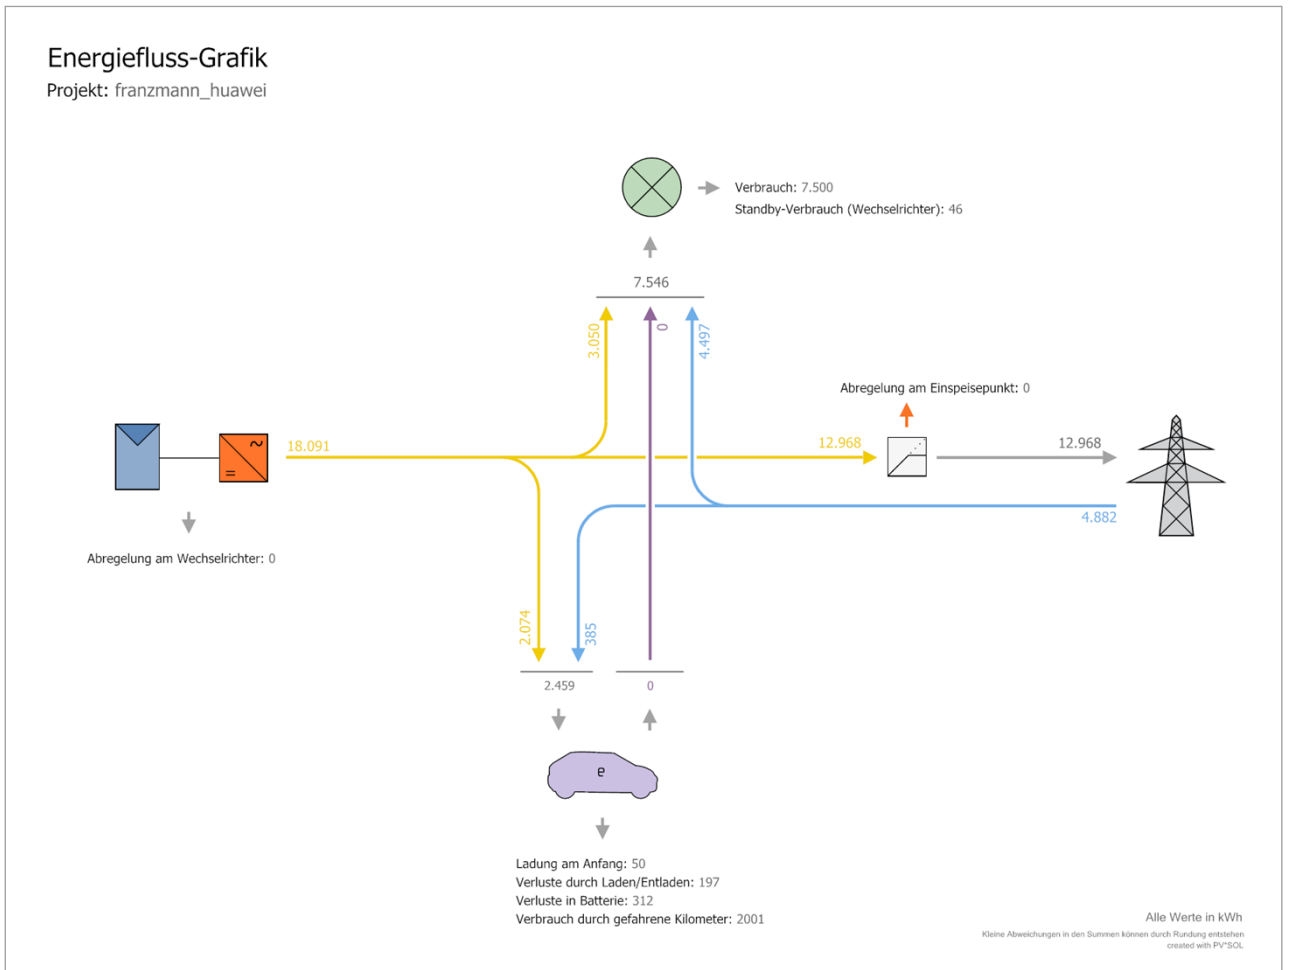 Energiefluss-Grafik
Projekt: franzmann_huawei
Verbrauch: 7.500
Standby-Verbrauch (Wechselrichter): 46
7.546
3.050
0
4.497
Abregelung am Einspeisepunkt: 0
18.091
12.968
12.968
4.882
Abregelung am Wechselrichter: 0
2.074
385
2.459
0
e
Ladung am Anfang: 50
Verluste durch Laden/Entladen: 197
Verluste in Batterie: 312
Verbrauch durch gefahrene Kilometer: 2001
Alle Werte in kWh
Kleine Abweichungen in den Summen können durch Rundung entstehen
created with PV*SOL